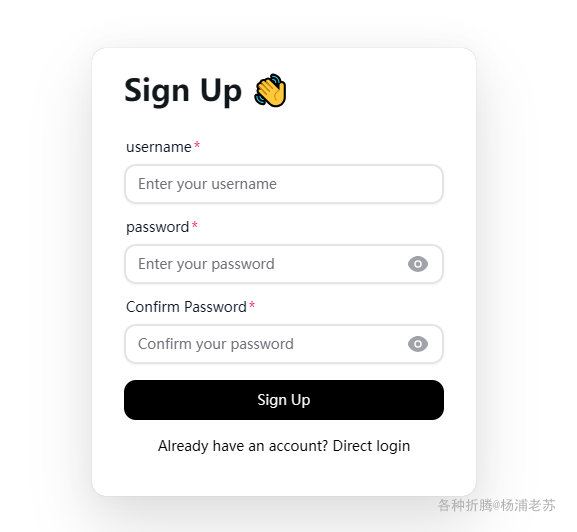 Sign Up 👋
username*
Enter your username
password*
Enter your password
Confirm Password*
Confirm your password
Sign Up
Already have an account? Direct login
各种折腾@杨浦老苏